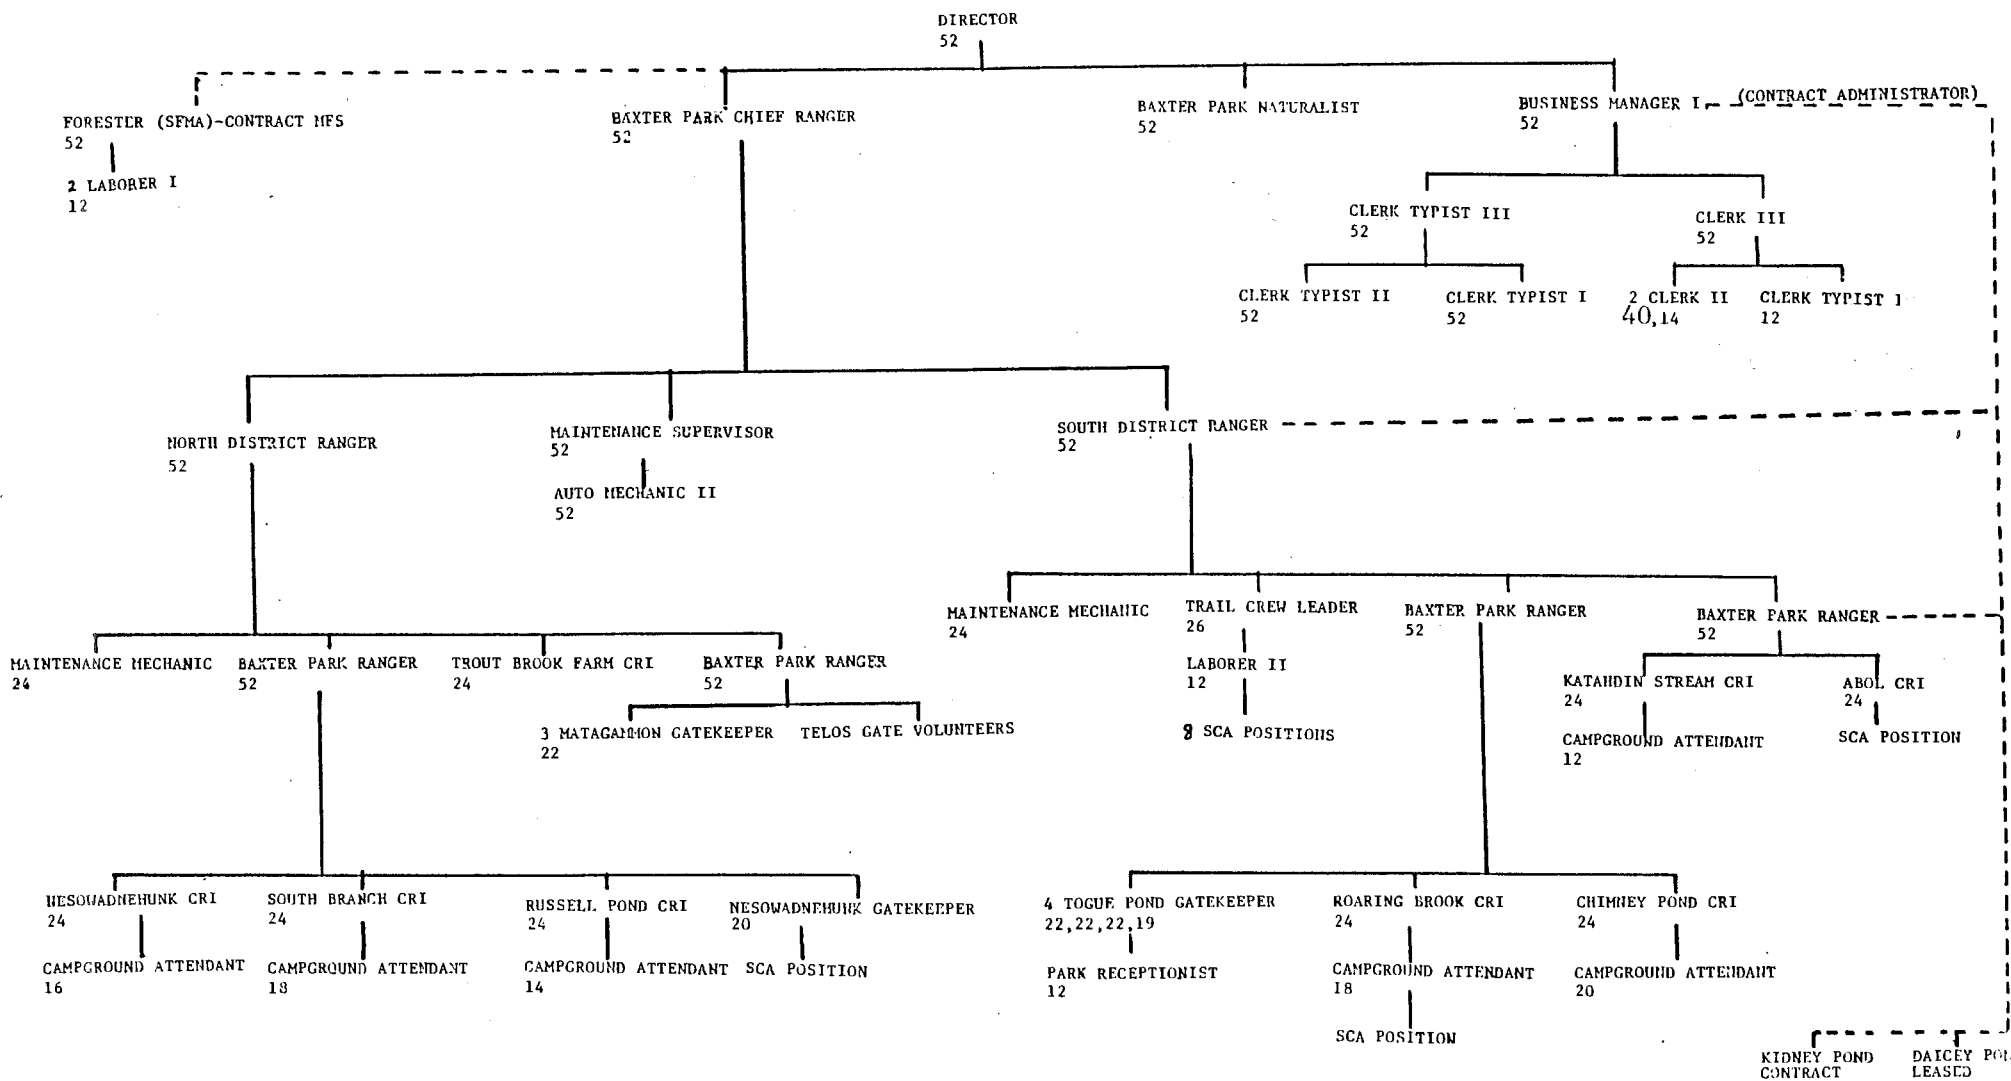 DIRECTOR
52
FORESTER (SFMA)-CONTRACT MFS
52
2 LABORER I
12
BAXTER PARK CHIEF RANGER
52
BAXTER PARK NATURALIST
52
BUSINESS MANAGER I
52
(CONTRACT ADMINISTRATOR)
CLERK TYPIST III
52
CLERK III
52
CLERK TYPIST II
52
CLERK TYPIST I
52
2 CLERK II
40,14
CLERK TYPIST I
12
NORTH DISTRICT RANGER
52
MAINTENANCE SUPERVISOR
52
AUTO MECHANIC II
52
SOUTH DISTRICT RANGER
52
MAINTENANCE MECHANIC
24
BAXTER PARK RANGER
52
TROUT BROOK FARM CRI
24
BAXTER PARK RANGER
52
3 MATAGAMMON GATEKEEPER
22
TELOS GATE VOLUNTEERS
MAINTENANCE MECHANIC
24
TRAIL CREW LEADER
26
LABORER II
12
8 SCA POSITIONS
BAXTER PARK RANGER
52
BAXTER PARK RANGER
52
KATAHDIN STREAM CRI
24
CAMPGROUND ATTENDANT
12
ABOL CRI
24
SCA POSITION
NESOWADNEHUNK CRI
24
CAMPGROUND ATTENDANT
16
SOUTH BRANCH CRI
24
CAMPGROUND ATTENDANT
18
RUSSELL POND CRI
24
CAMPGROUND ATTENDANT
14
NESOWADNEHUNK GATEKEEPER
20
SCA POSITION
4 TOGUE POND GATEKEEPER
22,22,22,19
PARK RECEPTIONIST
12
ROARING BROOK CRI
24
CAMPGROUND ATTENDANT
18
SCA POSITION
CHIMNEY POND CRI
24
CAMPGROUND ATTENDANT
20
KIDNEY POND
CONTRACT
DAICEY
LEASED